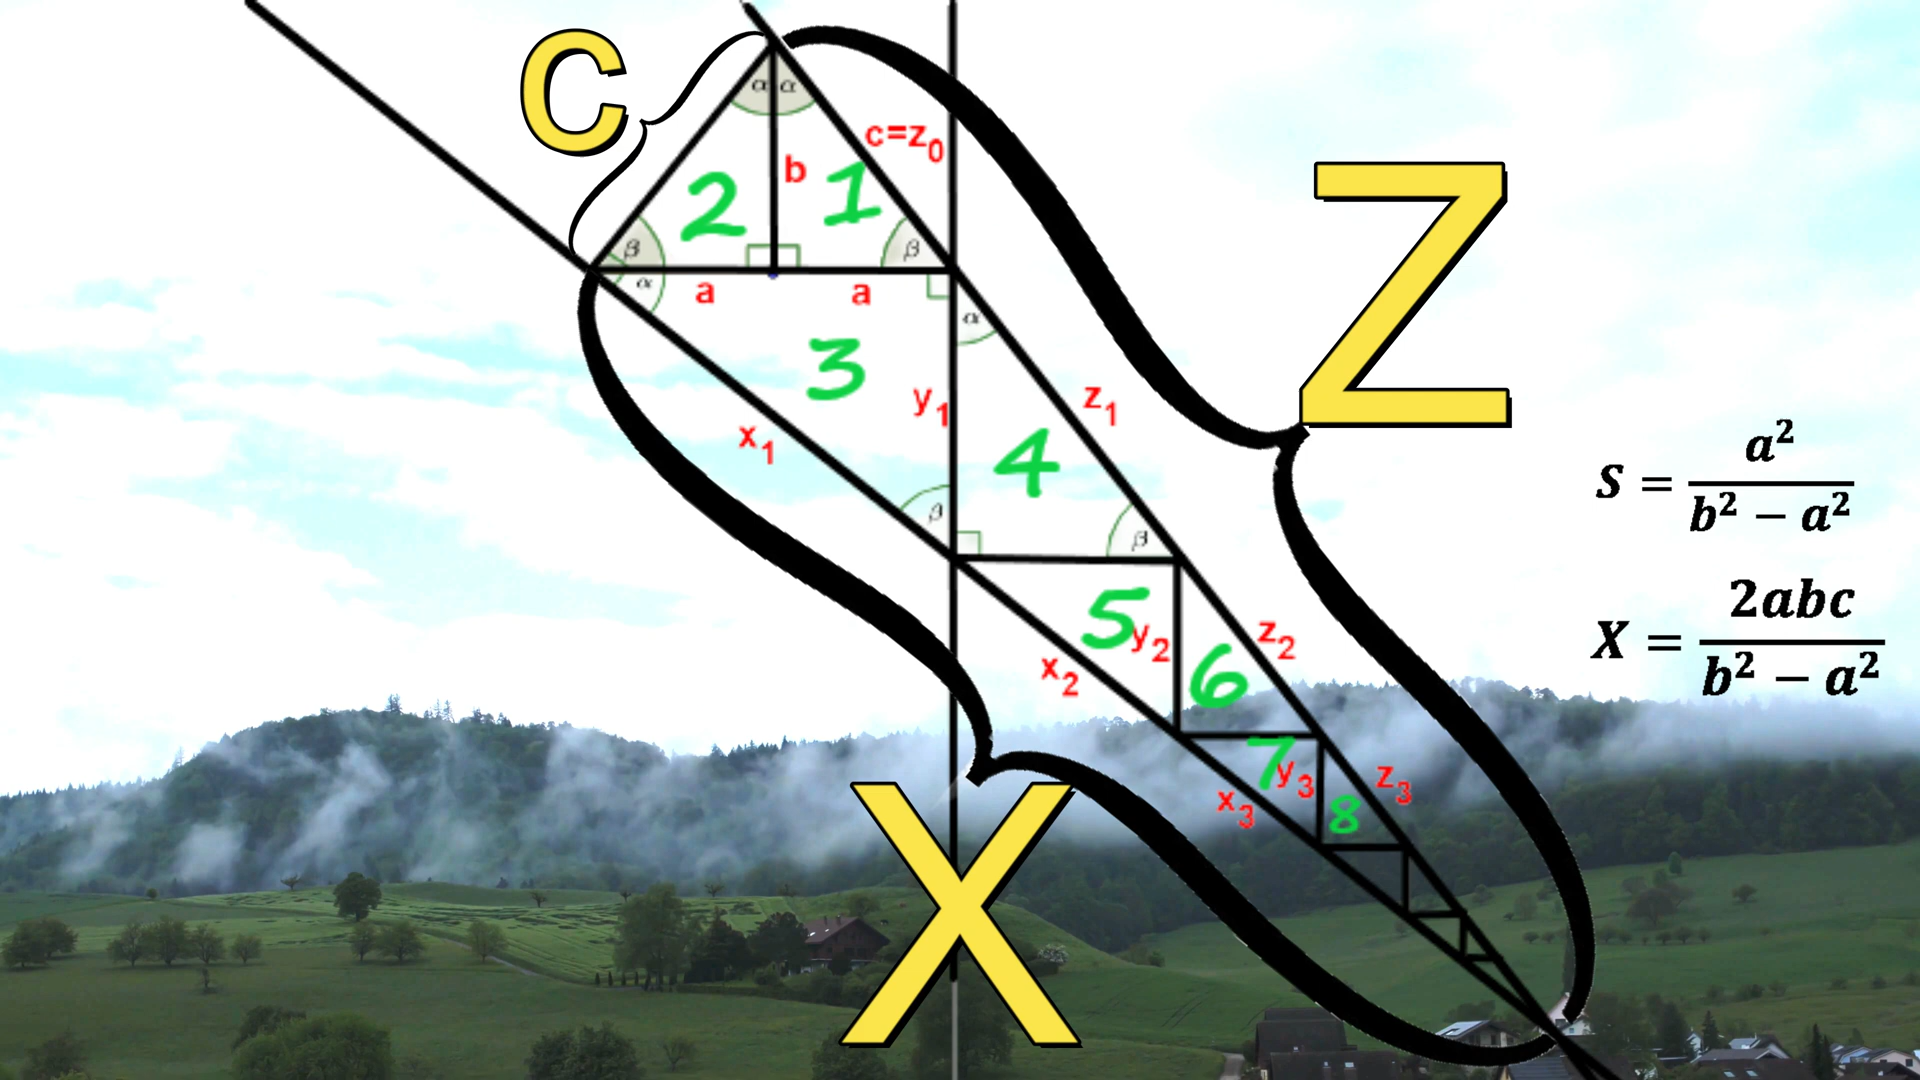 C
α α
c=z₀
b
2
1
β
β
α
a
a
α
3
y₁
z₁
Z
x₁
4
β
β
S = a²/(b² − a²)
5
y₂
z₂
6
x₂
X = 2abc/(b² − a²)
7
y₃
z₃
x₃
8
X